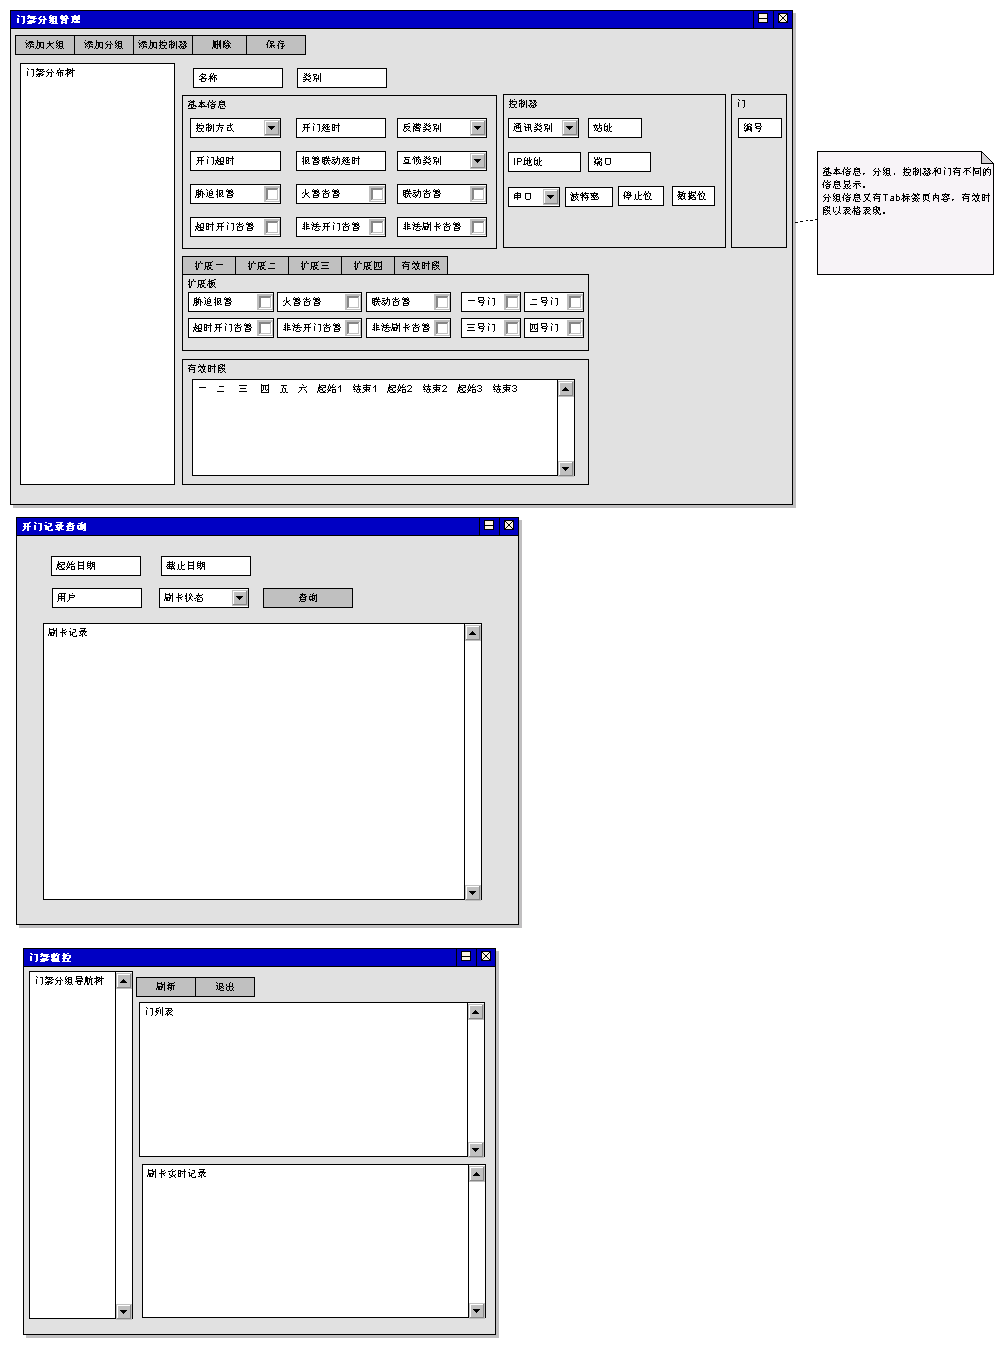 门禁分组管理
添加大组 添加分组 添加控制器 删除 保存
门禁分布树
名称 类别
基本信息
控制方式 开门延时 反潜类别
开门超时 报警联动延时 互锁类别
胁迫报警 火警告警 联动告警
超时开门告警 非法开门告警 非法刷卡告警
控制器
通讯类别 站址
IP地址 端口
串口 波特率 停止位 数据位
门
编号
基本信息，分组，控制器和门有不同的
信息显示。
分组信息又有Tab标签页内容，有效时
段以表格表现。
扩展一 扩展二 扩展三 扩展四 有效时段
扩展板
胁迫报警 火警告警 联动告警 一号门 二号门
超时开门告警 非法开门告警 非法刷卡告警 三号门 四号门
有效时段
一 二 三 四 五 六 起始1 结束1 起始2 结束2 起始3 结束3
开门记录查询
起始日期 截止日期
用户 刷卡状态 查询
刷卡记录
门禁监控
门禁分组导航树
刷新 退出
门列表
刷卡实时记录